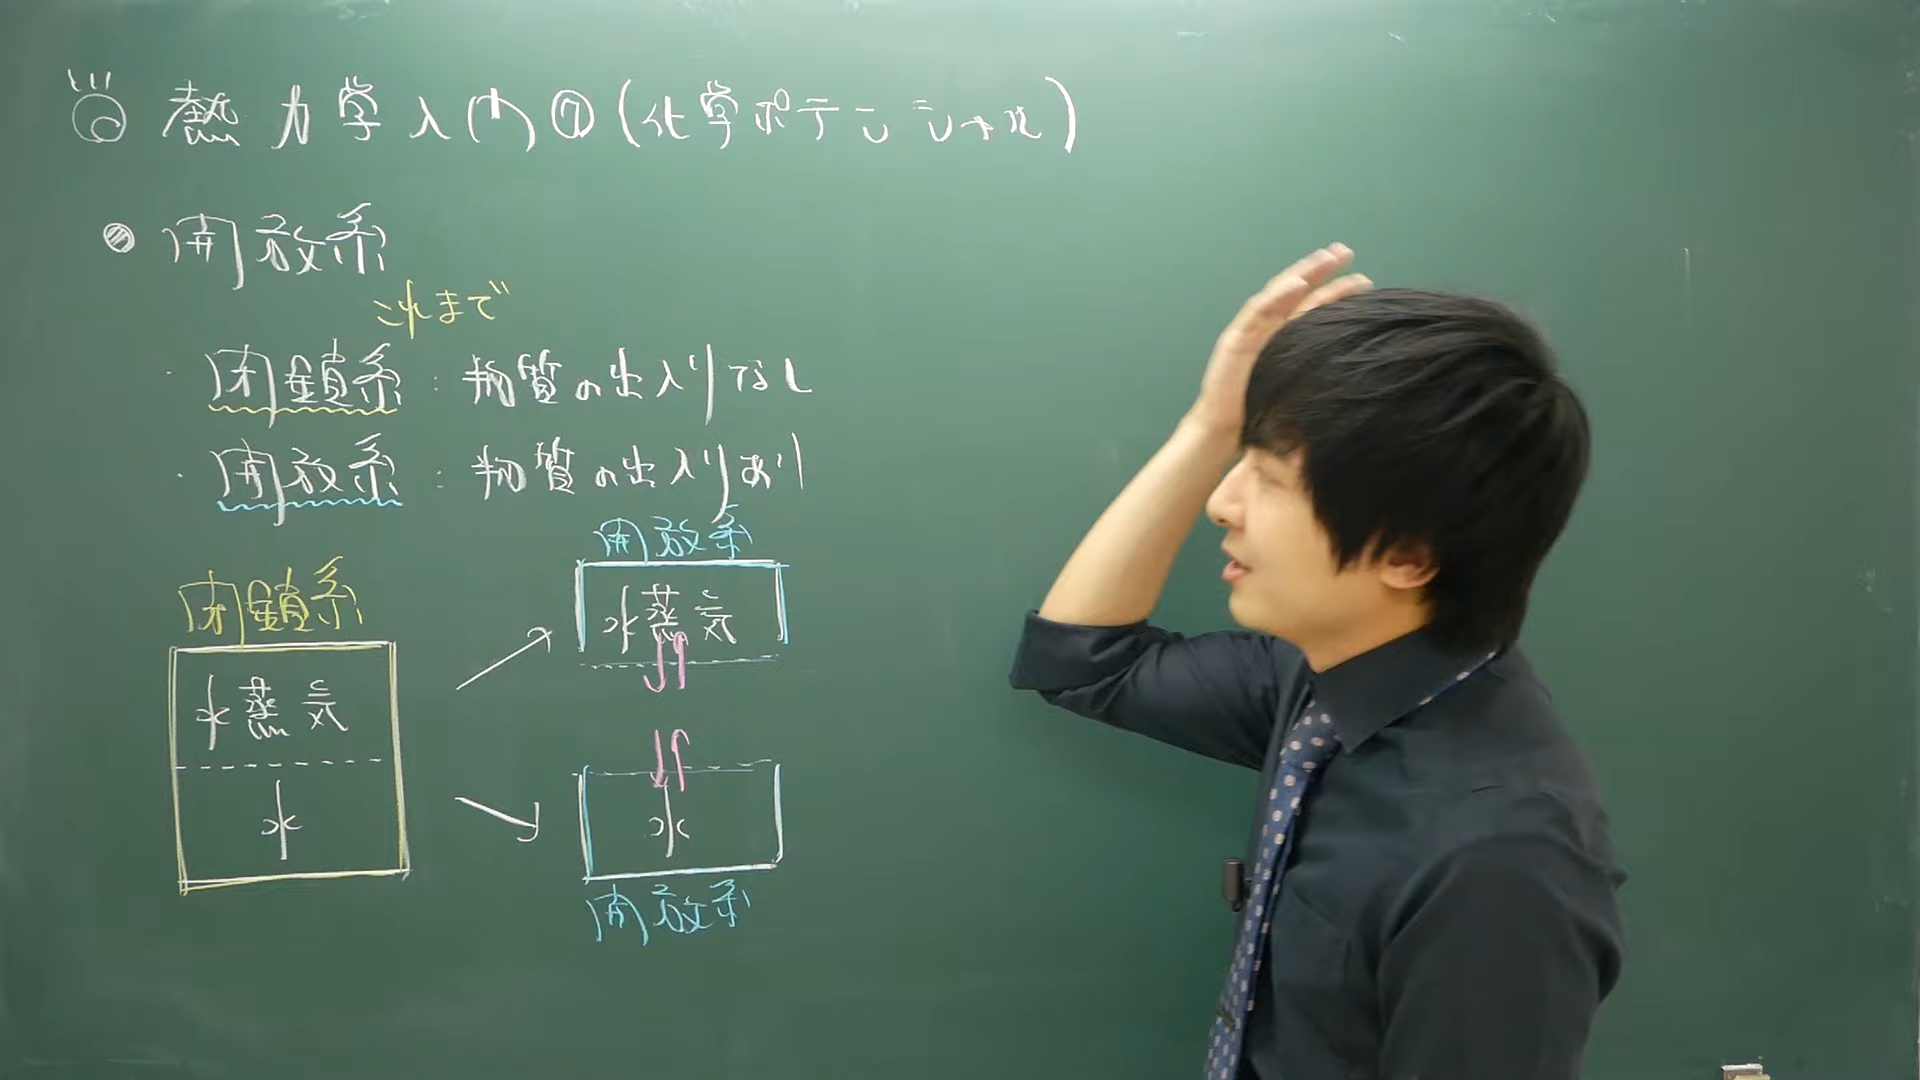 熱力学入門⑦(化学ポテンシャル)
開放系
これまで
・閉鎖系：物質の出入りなし
・開放系：物質の出入りあり
閉鎖系
水蒸気
水
開放系
水蒸気
水
開放系